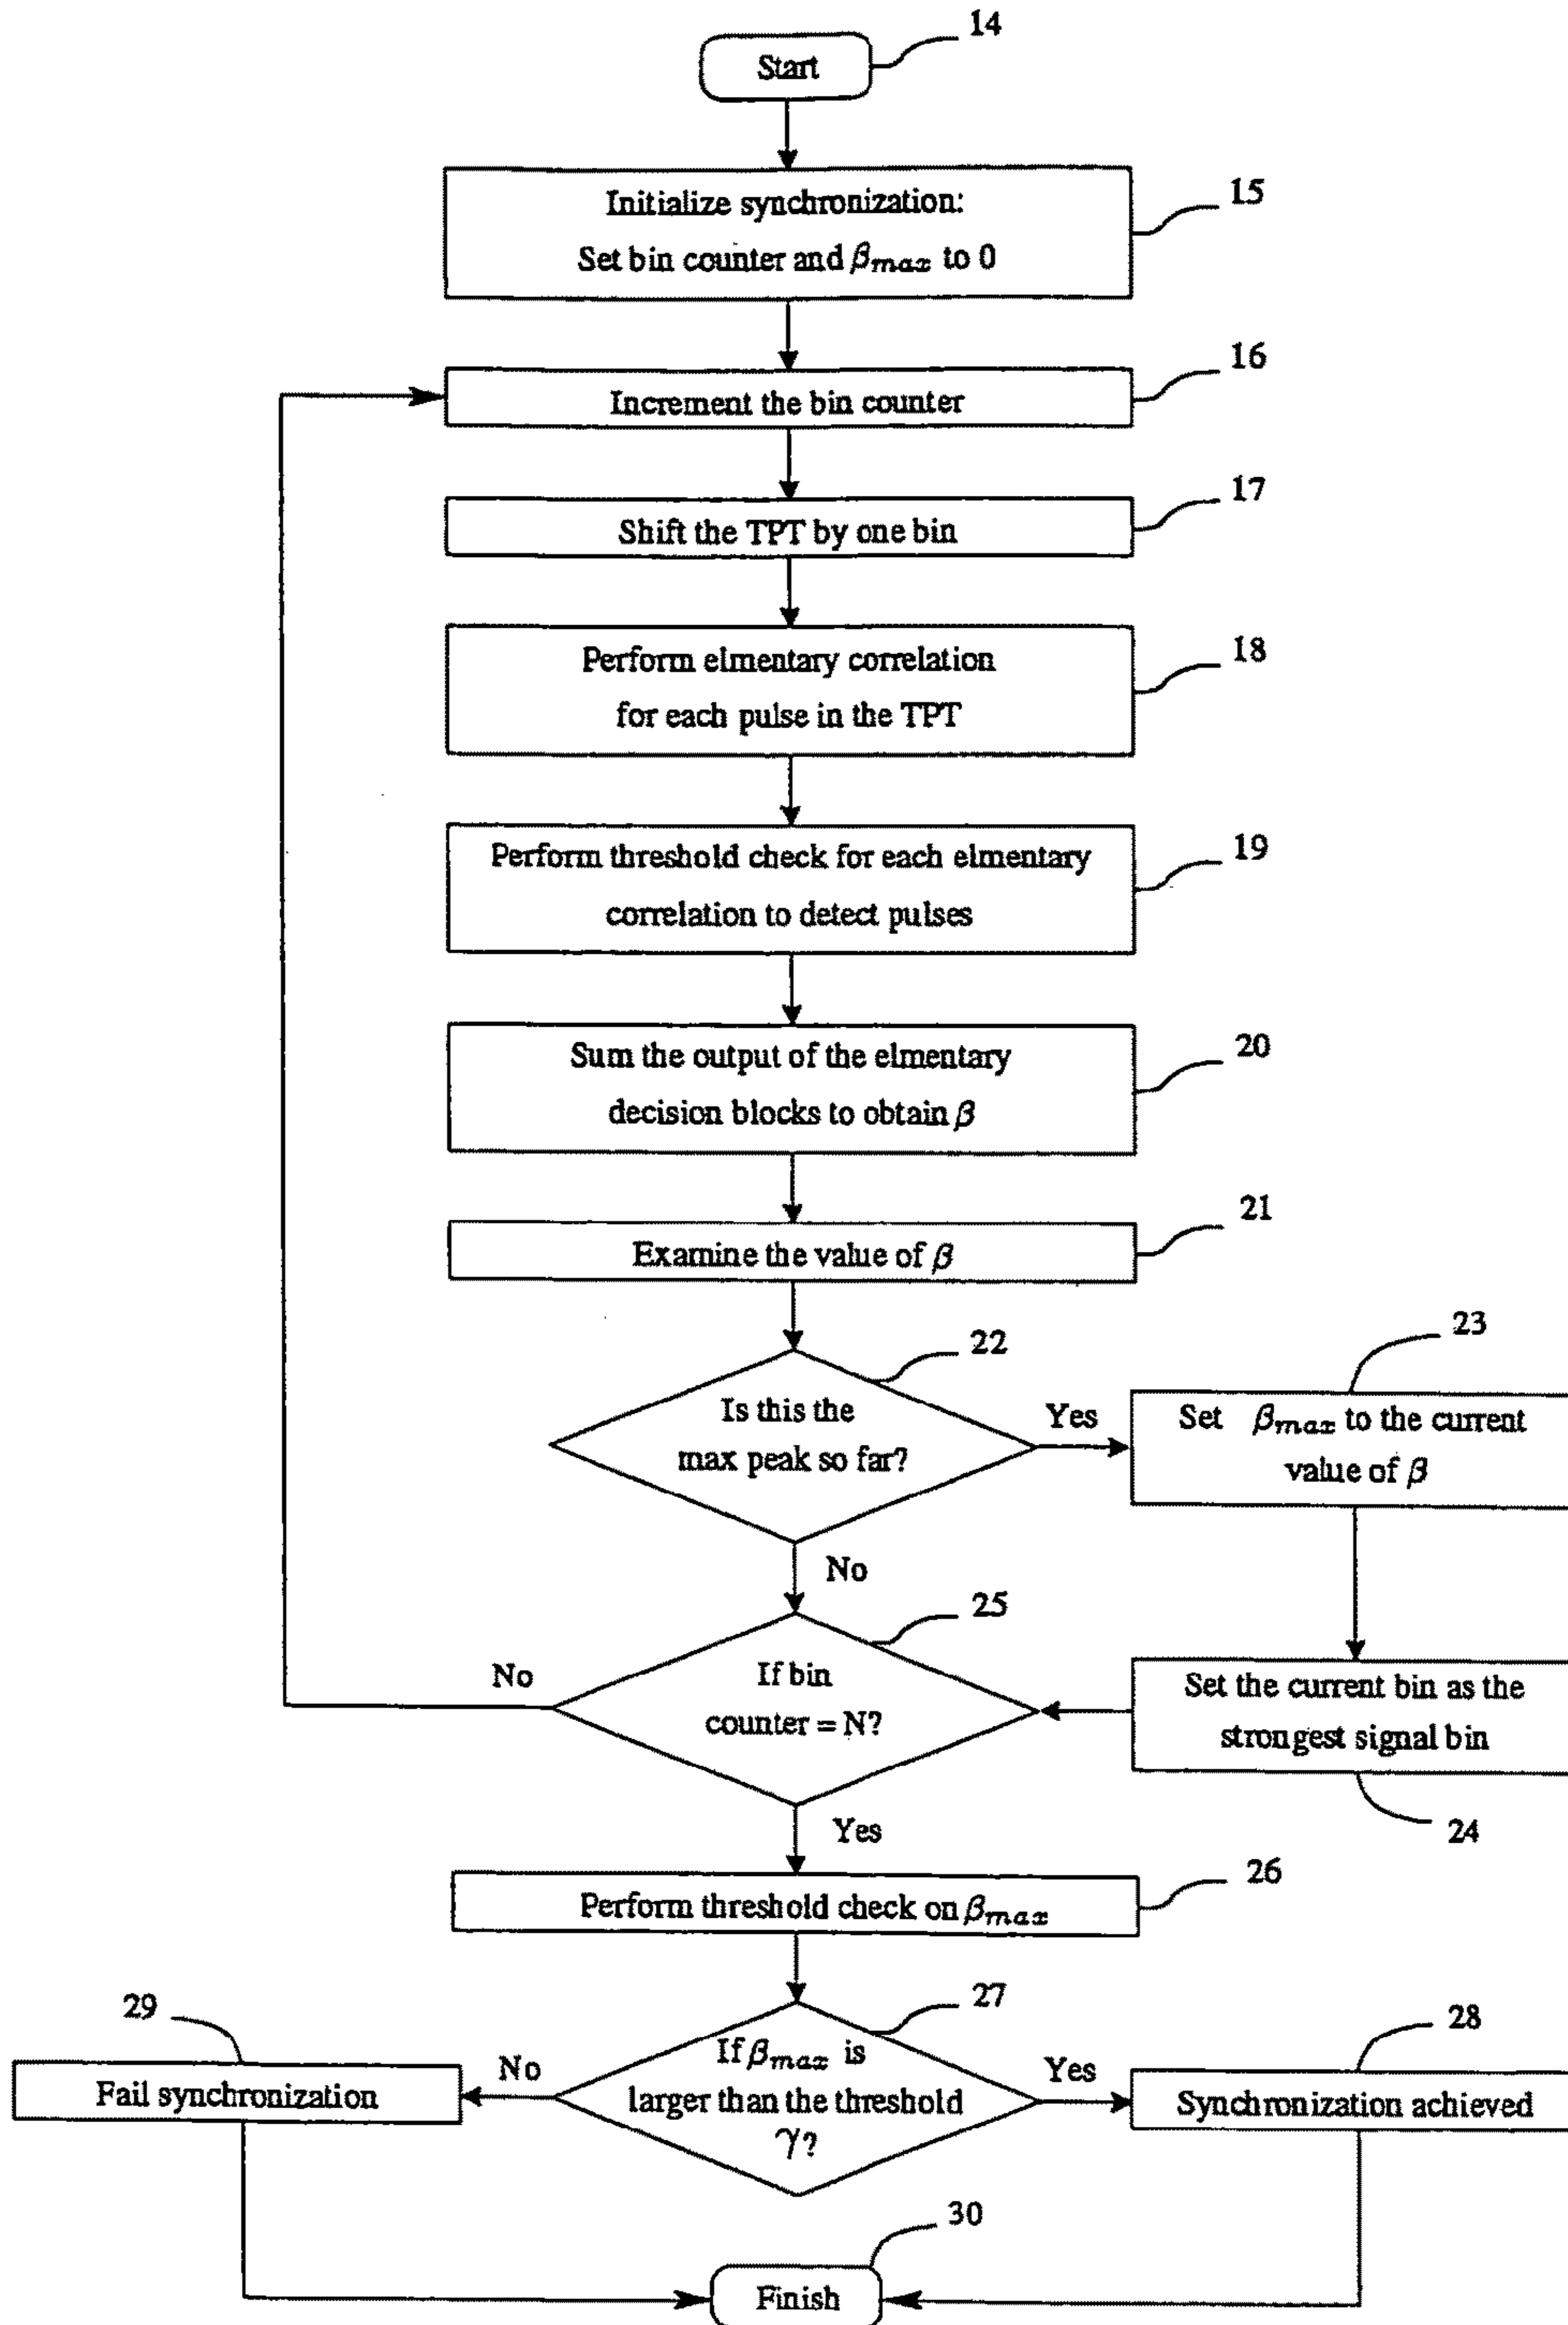 14
Start
15
Initialize synchronization:
Set bin counter and βmax to 0
16
Increment the bin counter
17
Shift the TPT by one bin
18
Perform elmentary correlation
for each pulse in the TPT
19
Perform threshold check for each elmentary
correlation to detect pulses
20
Sum the output of the elmentary
decision blocks to obtain β
21
Examine the value of β
22
Is this the
max peak so far?
Yes
23
Set βmax to the current
value of β
No
25
If bin
counter = N?
No
Set the current bin as the
strongest signal bin
24
Yes
26
Perform threshold check on βmax
27
If βmax is
larger than the threshold
γ?
29
No
Fail synchronization
Yes
28
Synchronization achieved
30
Finish